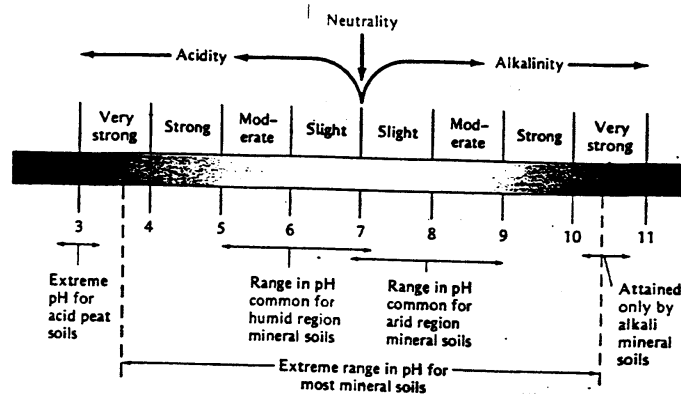 Neutrality
Acidity
Alkalinity
Very
strong
Strong
Mod-
erate
Slight
Slight
Mod-
erate
Strong
Very
strong
3
4
5
6
7
8
9
10
11
Extreme
pH for
acid peat
soils
Range in pH
common for
humid region
mineral soils
Range in pH
common for
arid region
mineral soils
Attained
only by
alkali
mineral
soils
Extreme range in pH for
most mineral soils